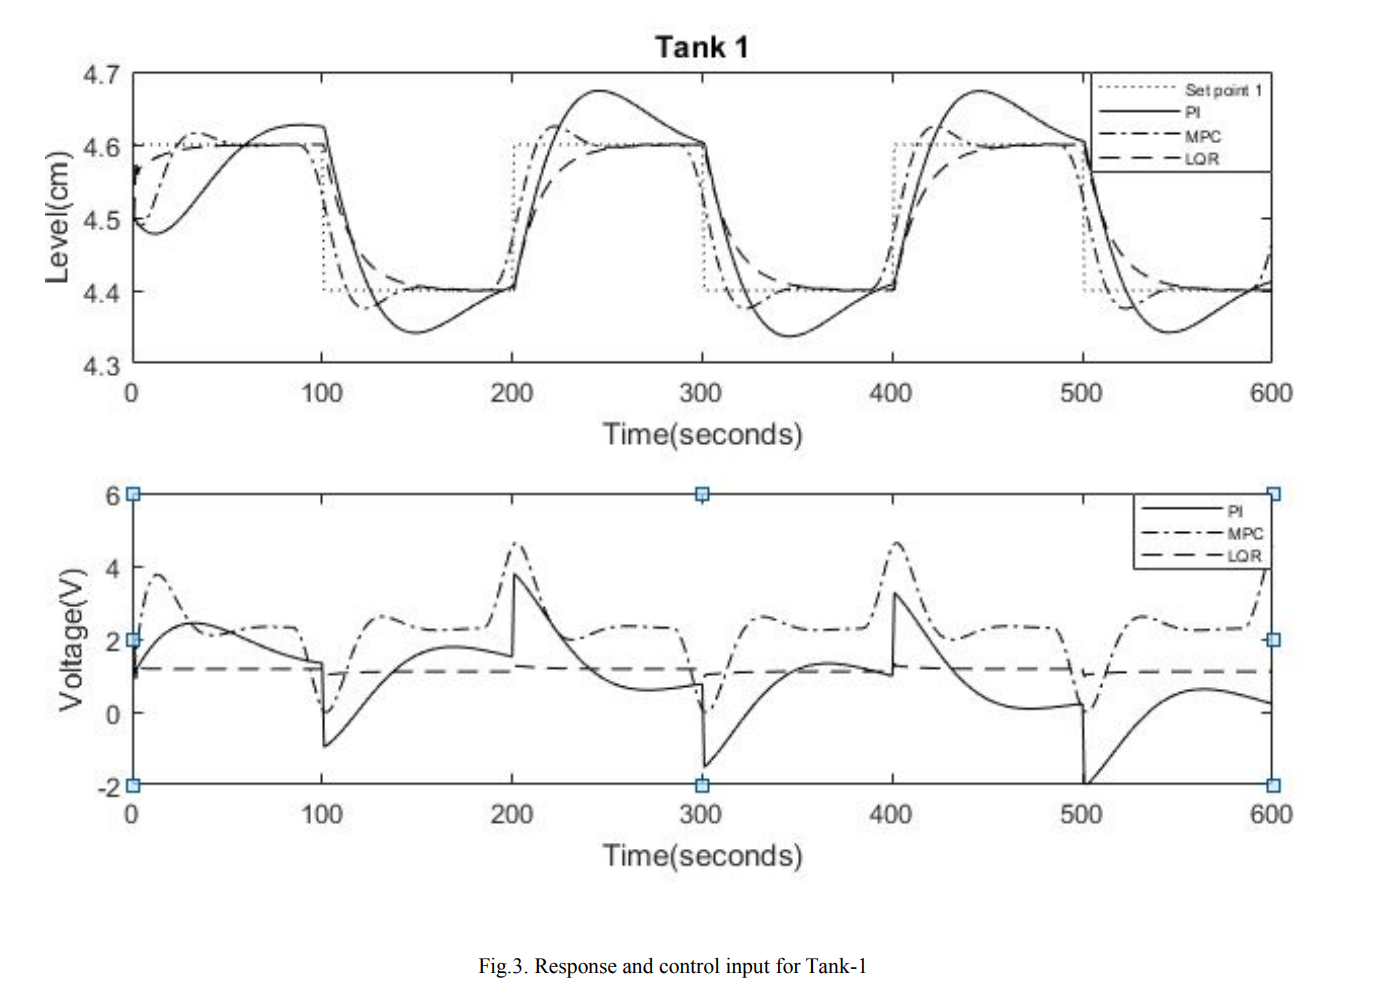 Tank 1
4.7
4.6
4.5
4.4
4.3
Level(cm)
Set point 1
PI
MPC
LQR
0 100 200 300 400 500 600
Time(seconds)
6
4
2
0
-2
Voltage(V)
PI
MPC
LQR
0 100 200 300 400 500 600
Time(seconds)
Fig.3. Response and control input for Tank-1